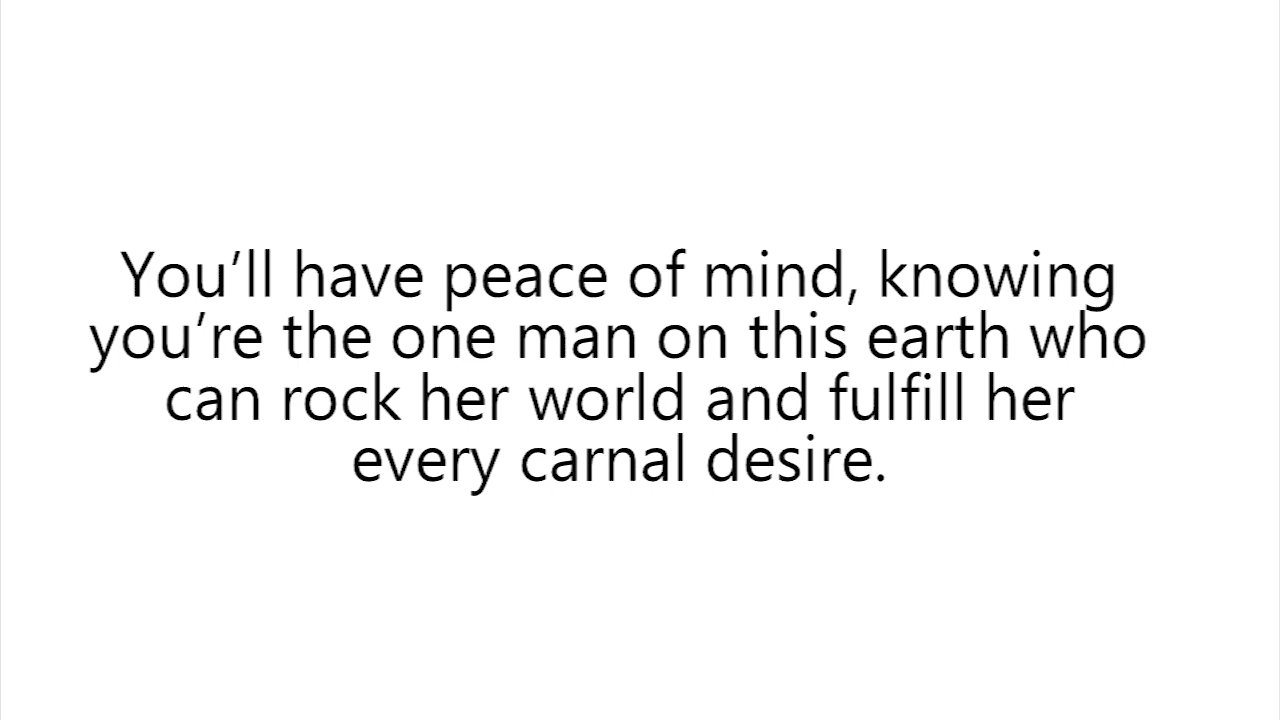 You’ll have peace of mind, knowing
you’re the one man on this earth who
can rock her world and fulfill her
every carnal desire.